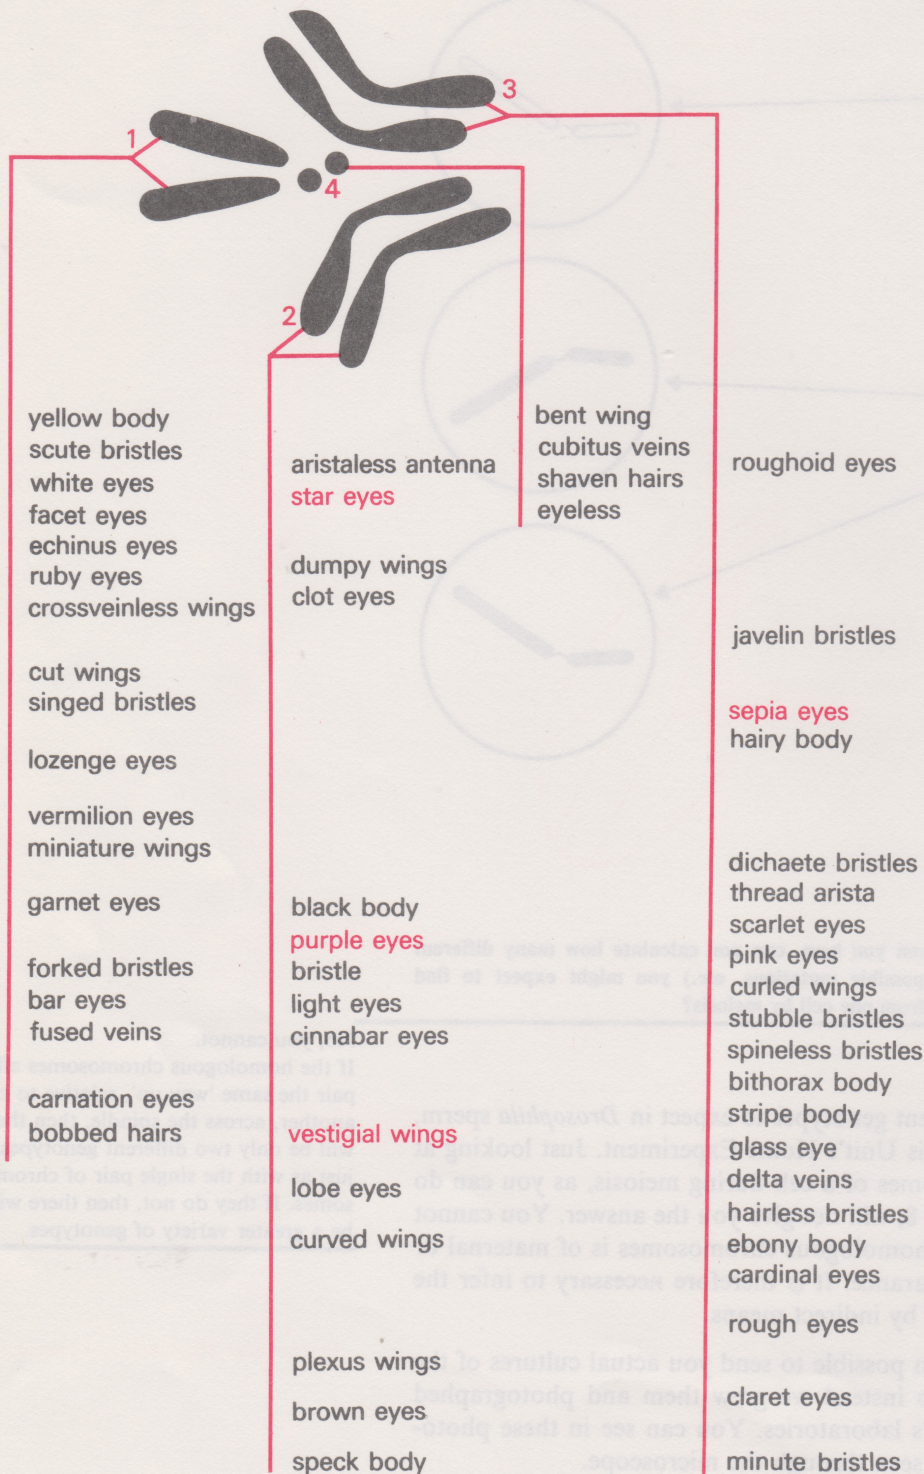 3
1
4
2
yellow body
scute bristles
white eyes
facet eyes
echinus eyes
ruby eyes
crossveinless wings
cut wings
singed bristles
lozenge eyes
vermilion eyes
miniature wings
garnet eyes
forked bristles
bar eyes
fused veins
carnation eyes
bobbed hairs
aristaless antenna
star eyes
dumpy wings
clot eyes
black body
purple eyes
bristle
light eyes
cinnabar eyes
vestigial wings
lobe eyes
curved wings
plexus wings
brown eyes
speck body
bent wing
cubitus veins
shaven hairs
eyeless
roughoid eyes
javelin bristles
sepia eyes
hairy body
dichaete bristles
thread arista
scarlet eyes
pink eyes
curled wings
stubble bristles
spineless bristles
bithorax body
stripe body
glass eye
delta veins
hairless bristles
ebony body
cardinal eyes
rough eyes
claret eyes
minute bristles